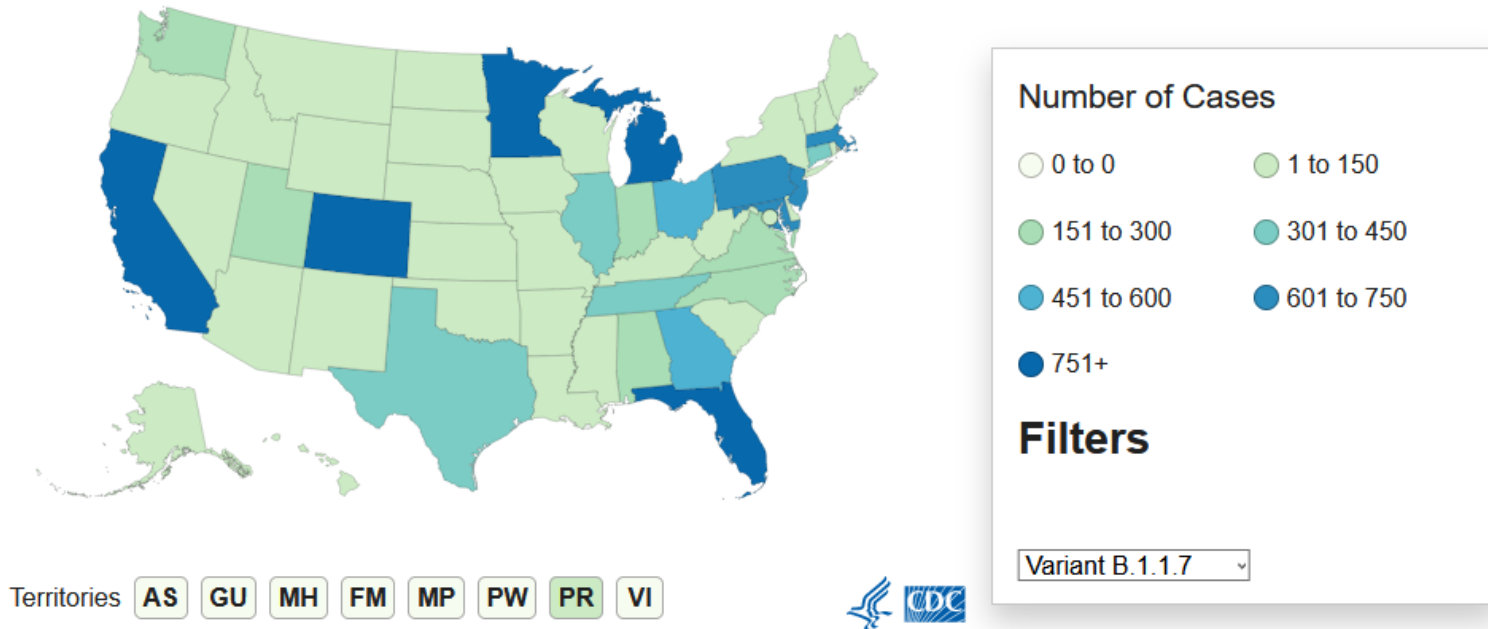 Number of Cases
0 to 0 1 to 150
151 to 300 301 to 450
451 to 600 601 to 750
751+
Filters
Variant B.1.1.7
Territories AS GU MH FM MP PW PR VI
CDC